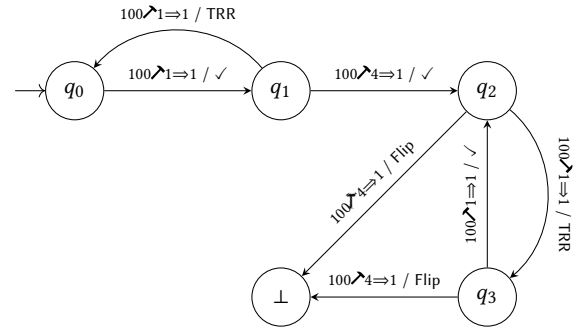 100↗1⇒1 / TRR
q0 100↗1⇒1 / ✓ q1 100↗4⇒1 / ✓ q2
100↗4⇒1 / Flip
100↗1⇒1 / ✓
100↗1⇒1 / TRR
⊥ 100↗4⇒1 / Flip q3